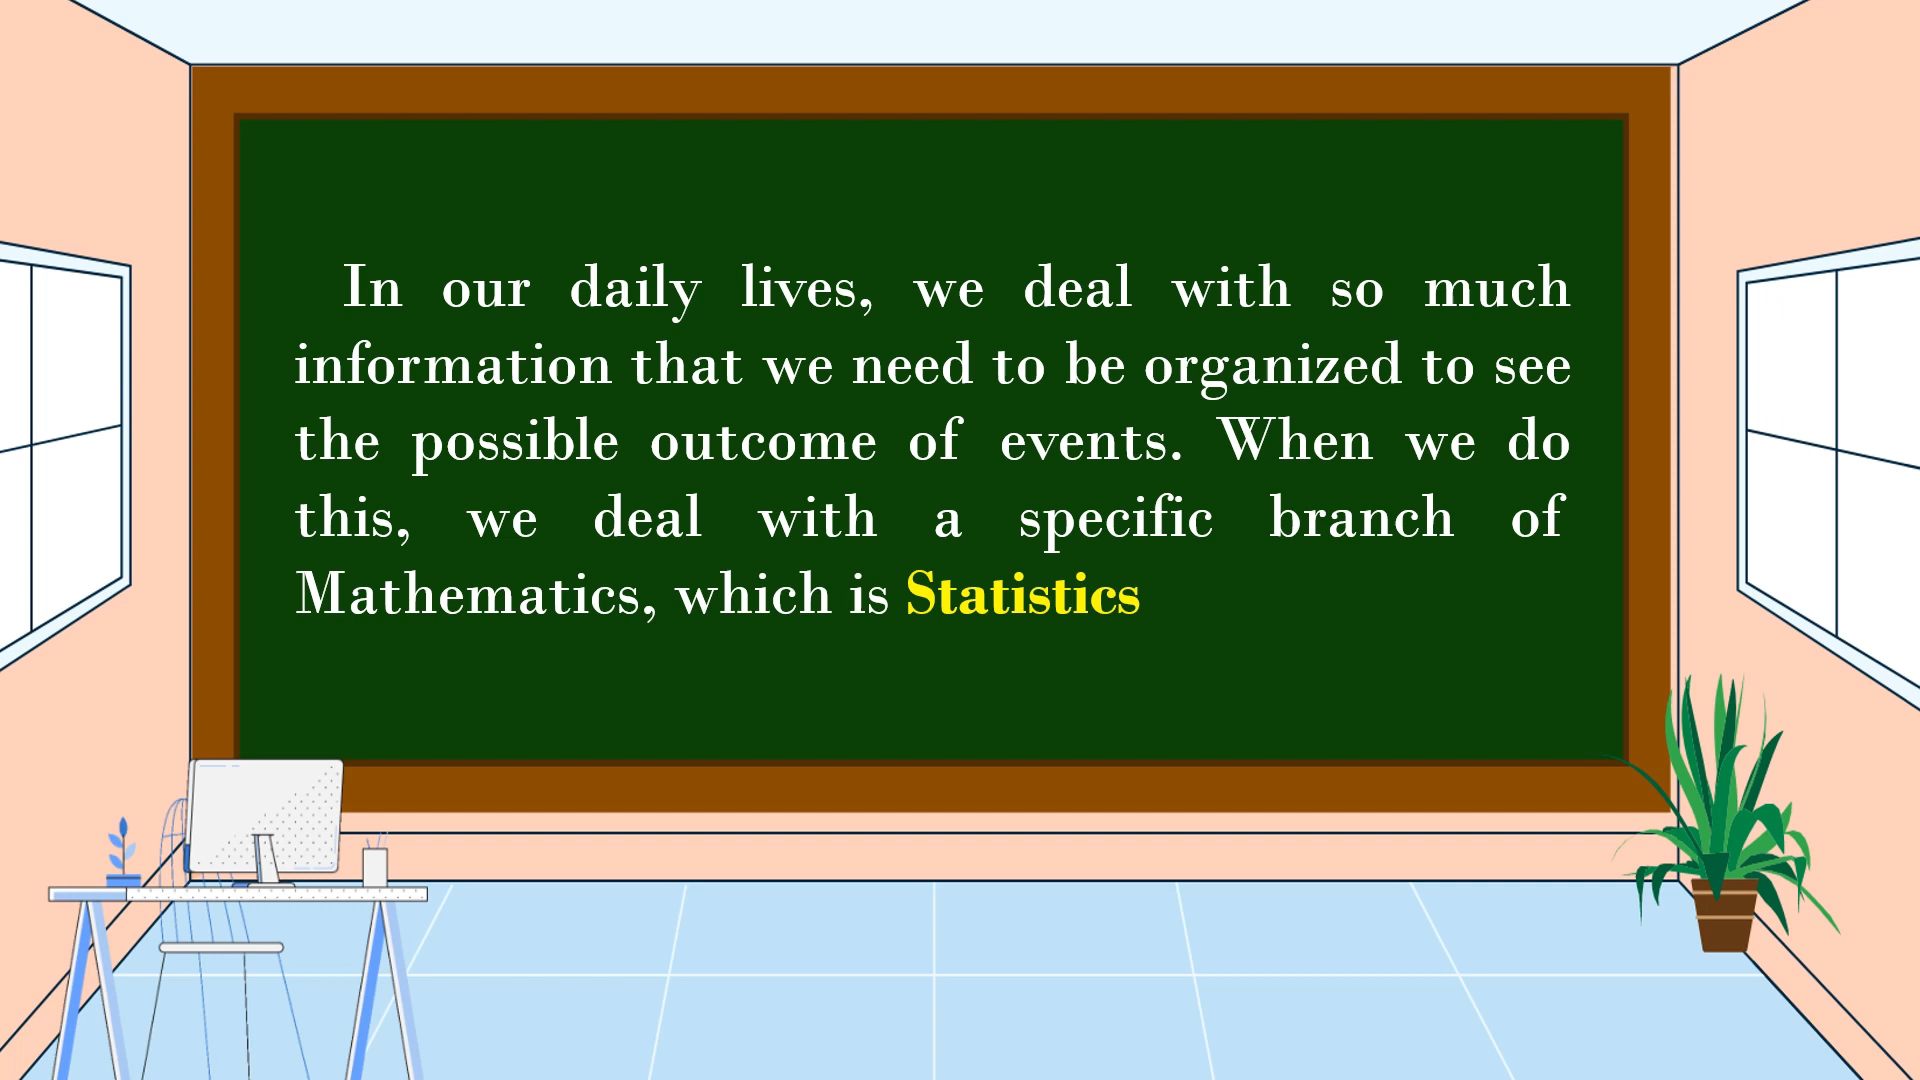 In our daily lives, we deal with so much
information that we need to be organized to see
the possible outcome of events. When we do
this, we deal with a specific branch of
Mathematics, which is Statistics